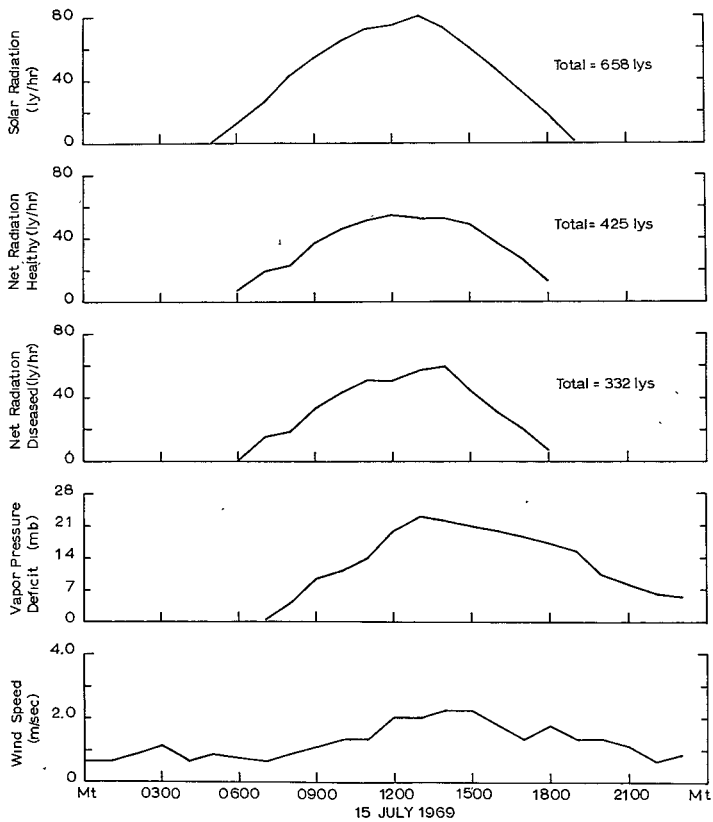 80
40
0
Solar Radiation
(ly/hr)
Total = 658 lys
80
40
0
Net Radiation
Healthy (ly/hr)
Total = 425 lys
80
40
0
Net Radiation
Diseased (ly/hr)
Total = 332 lys
28
21
14
7
0
Vapor Pressure
Deficit (mb)
4.0
2.0
0
Wind Speed
(m/sec)
Mt 0300 0600 0900 1200 1500 1800 2100 Mt
15 JULY 1969